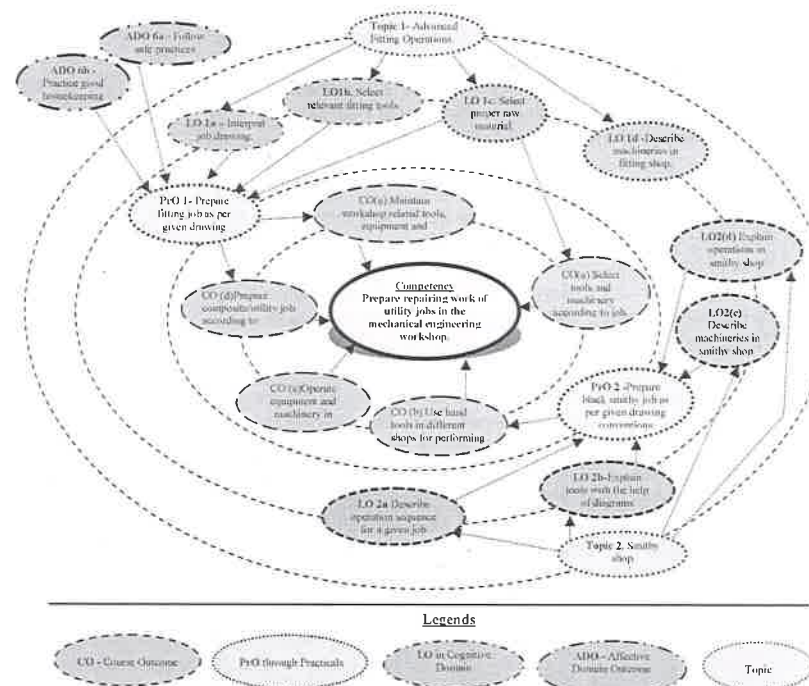 Topic 1- Advanced
Fitting Operations.
ADO 6a - Follow
safe practices
ADO 6b -
Practice good
housekeeping
LO1b. Select
relevant fitting tools.
LO 1c. Select
proper raw
material.
LO 1a – Interpret
job drawing.
LO 1d -Describe
machineries in
fitting shop.
PrO 1- Prepare
fitting job as per
given drawing
CO(e) Maintain
workshop related tools,
equipment and
LO2(d) Explain
operations in
smithy shop
CO(a) Select
tools and
machinery
according to job
Competency
Prepare repairing work of
utility jobs in the
mechanical engineering
workshop.
CO (d)Prepare
composite/utility job
according to
LO2(c) -
Describe
machineries in
smithy shop
CO (c)Operate
equipment and
machinery in
PrO 2 -Prepare
black smithy job as
per given drawing
conventions
CO (b) Use hand
tools in different
shops for performing
LO 2b-Explain
tools with the help
of diagrams
LO 2a Describe
operation sequence
for a given job
Topic 2. Smithy
shop
Legends
CO - Course Outcome
PrO through Practicals
LO in Cognitive
Domain
ADO – Affective
Domain Outcome
Topic